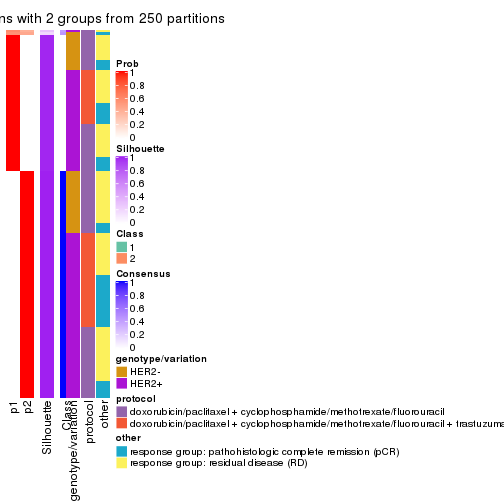 ns with 2 groups from 250 partitions
Prob
1
0.8
0.6
0.4
0.2
0
Silhouette
1
0.8
0.6
0.4
0.2
0
Class
1
2
Consensus
1
0.8
0.6
0.4
0.2
0
genotype/variation
HER2-
HER2+
protocol
doxorubicin/paclitaxel + cyclophosphamide/methotrexate/fluorouracil
doxorubicin/paclitaxel + cyclophosphamide/methotrexate/fluorouracil + trastuzuma
other
response group: pathohistologic complete remission (pCR)
response group: residual disease (RD)
p1
p2
Silhouette
Class
genotype/variation
protocol
other